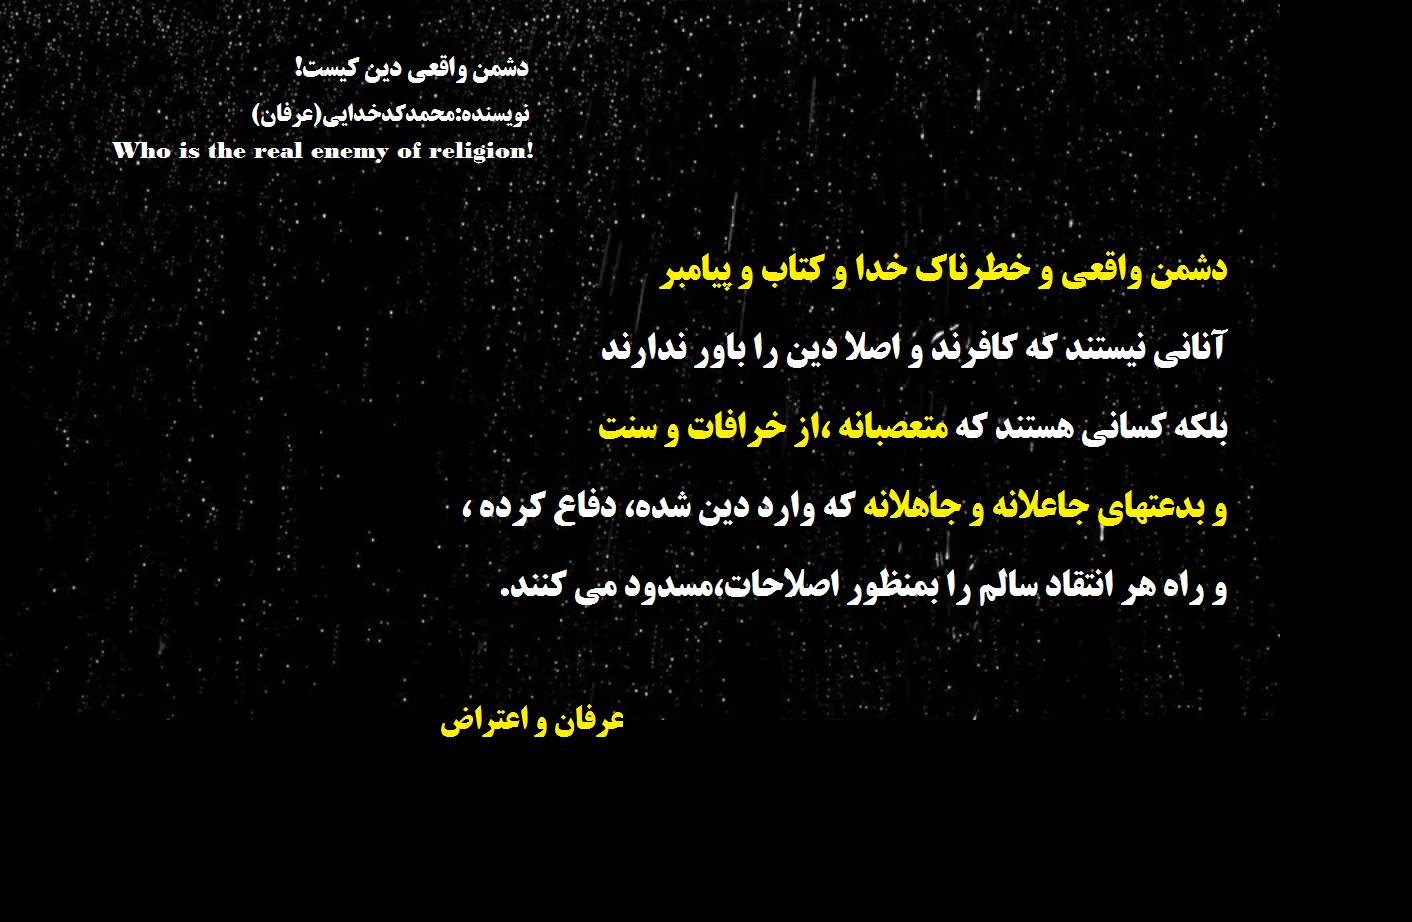 دشمن واقعی دین کیست!
نویسنده:محمدکدخدایی(عرفان)
Who is the real enemy of religion!
دشمن واقعی و خطرناک خدا و کتاب و پیامبر
آنانی نیستند که کافرند و اصلا دین را باور ندارند
بلکه کسانی هستند که متعصبانه ،از خرافات و سنت
و بدعتهای جاعلانه و جاهلانه که وارد دین شده، دفاع کرده ،
و راه هر انتقاد سالم را بمنظور اصلاحات،مسدود می کنند.
عرفان و اعتراض